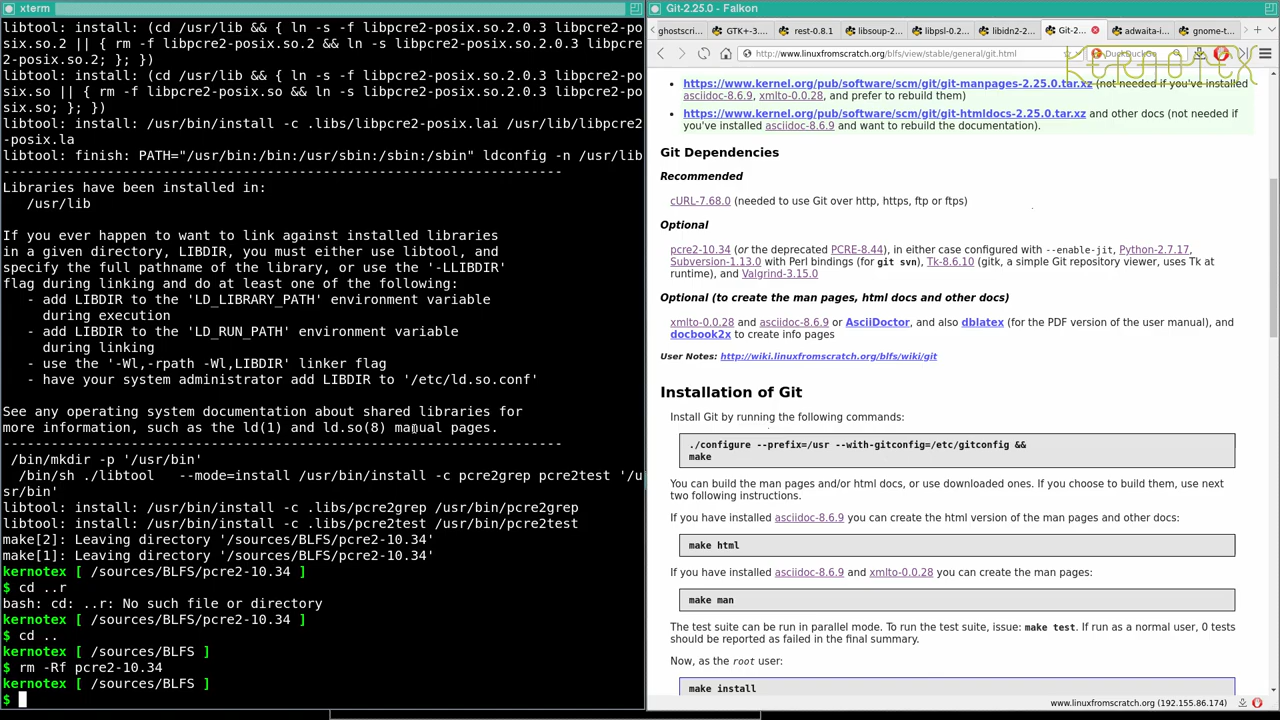 xterm
libtool: install: (cd /usr/lib && { ln -s -f libpcre2-posix.so.2.0.3 libpcre2-po
six.so.2 || { rm -f libpcre2-posix.so.2 && ln -s libpcre2-posix.so.2.0.3 libpcre
2-posix.so.2; }; })
libtool: install: (cd /usr/lib && { ln -s -f libpcre2-posix.so.2.0.3 libpcre2-po
six.so || { rm -f libpcre2-posix.so && ln -s libpcre2-posix.so.2.0.3 libpcre2-po
six.so; }; })
libtool: install: /usr/bin/install -c .libs/libpcre2-posix.lai /usr/lib/libpcre2
-posix.la
libtool: finish: PATH="/usr/bin:/bin:/usr/sbin:/sbin:/sbin" ldconfig -n /usr/lib
----------------------------------------------------------------------
Libraries have been installed in:
/usr/lib
If you ever happen to want to link against installed libraries
in a given directory, LIBDIR, you must either use libtool, and
specify the full pathname of the library, or use the '-LLIBDIR'
flag during linking and do at least one of the following:
- add LIBDIR to the 'LD_LIBRARY_PATH' environment variable
during execution
- add LIBDIR to the 'LD_RUN_PATH' environment variable
during linking
- use the '-Wl,-rpath -Wl,LIBDIR' linker flag
- have your system administrator add LIBDIR to '/etc/ld.so.conf'
See any operating system documentation about shared libraries for
more information, such as the ld(1) and ld.so(8) manual pages.
----------------------------------------------------------------------
/bin/mkdir -p '/usr/bin'
/bin/sh ./libtool   --mode=install /usr/bin/install -c pcre2grep pcre2test '/u
sr/bin'
libtool: install: /usr/bin/install -c .libs/pcre2grep /usr/bin/pcre2grep
libtool: install: /usr/bin/install -c .libs/pcre2test /usr/bin/pcre2test
make[2]: Leaving directory '/sources/BLFS/pcre2-10.34'
make[1]: Leaving directory '/sources/BLFS/pcre2-10.34'
kernotex [ /sources/BLFS/pcre2-10.34 ]
$ cd ..r
bash: cd: ..r: No such file or directory
kernotex [ /sources/BLFS/pcre2-10.34 ]
$ cd ..
kernotex [ /sources/BLFS ]
$ rm -Rf pcre2-10.34
kernotex [ /sources/BLFS ]
$
Git-2.25.0 - Falkon
ghostscri GTK+-3.... rest-0.8.1 libsoup-2... libpsl-0.2... libidn2-0... Git-2... adwaita-i... gnome-t...
http://www.linuxfromscratch.org/blfs/view/stable/general/git.html DuckDuckGo
KERNOTEX
https://www.kernel.org/pub/software/scm/git/git-manpages-2.25.0.tar.xz (not needed if you've installed
asciidoc-8.6.9, xmlto-0.0.28, and prefer to rebuild them)
https://www.kernel.org/pub/software/scm/git/git-htmldocs-2.25.0.tar.xz and other docs (not needed if
you've installed asciidoc-8.6.9 and want to rebuild the documentation).
Git Dependencies
Recommended
cURL-7.68.0 (needed to use Git over http, https, ftp or ftps)
Optional
pcre2-10.34 (or the deprecated PCRE-8.44), in either case configured with --enable-jit, Python-2.7.17,
Subversion-1.13.0 with Perl bindings (for git svn), Tk-8.6.10 (gitk, a simple Git repository viewer, uses Tk at
runtime), and Valgrind-3.15.0
Optional (to create the man pages, html docs and other docs)
xmlto-0.0.28 and asciidoc-8.6.9 or AsciiDoctor, and also dblatex (for the PDF version of the user manual), and
docbook2x to create info pages
User Notes: http://wiki.linuxfromscratch.org/blfs/wiki/git
Installation of Git
Install Git by running the following commands:
./configure --prefix=/usr --with-gitconfig=/etc/gitconfig &&
make
You can build the man pages and/or html docs, or use downloaded ones. If you choose to build them, use next
two following instructions.
If you have installed asciidoc-8.6.9 you can create the html version of the man pages and other docs:
make html
If you have installed asciidoc-8.6.9 and xmlto-0.0.28 you can create the man pages:
make man
The test suite can be run in parallel mode. To run the test suite, issue: make test. If run as a normal user, 0 tests
should be reported as failed in the final summary.
Now, as the root user:
make install
www.linuxfromscratch.org (192.155.86.174)